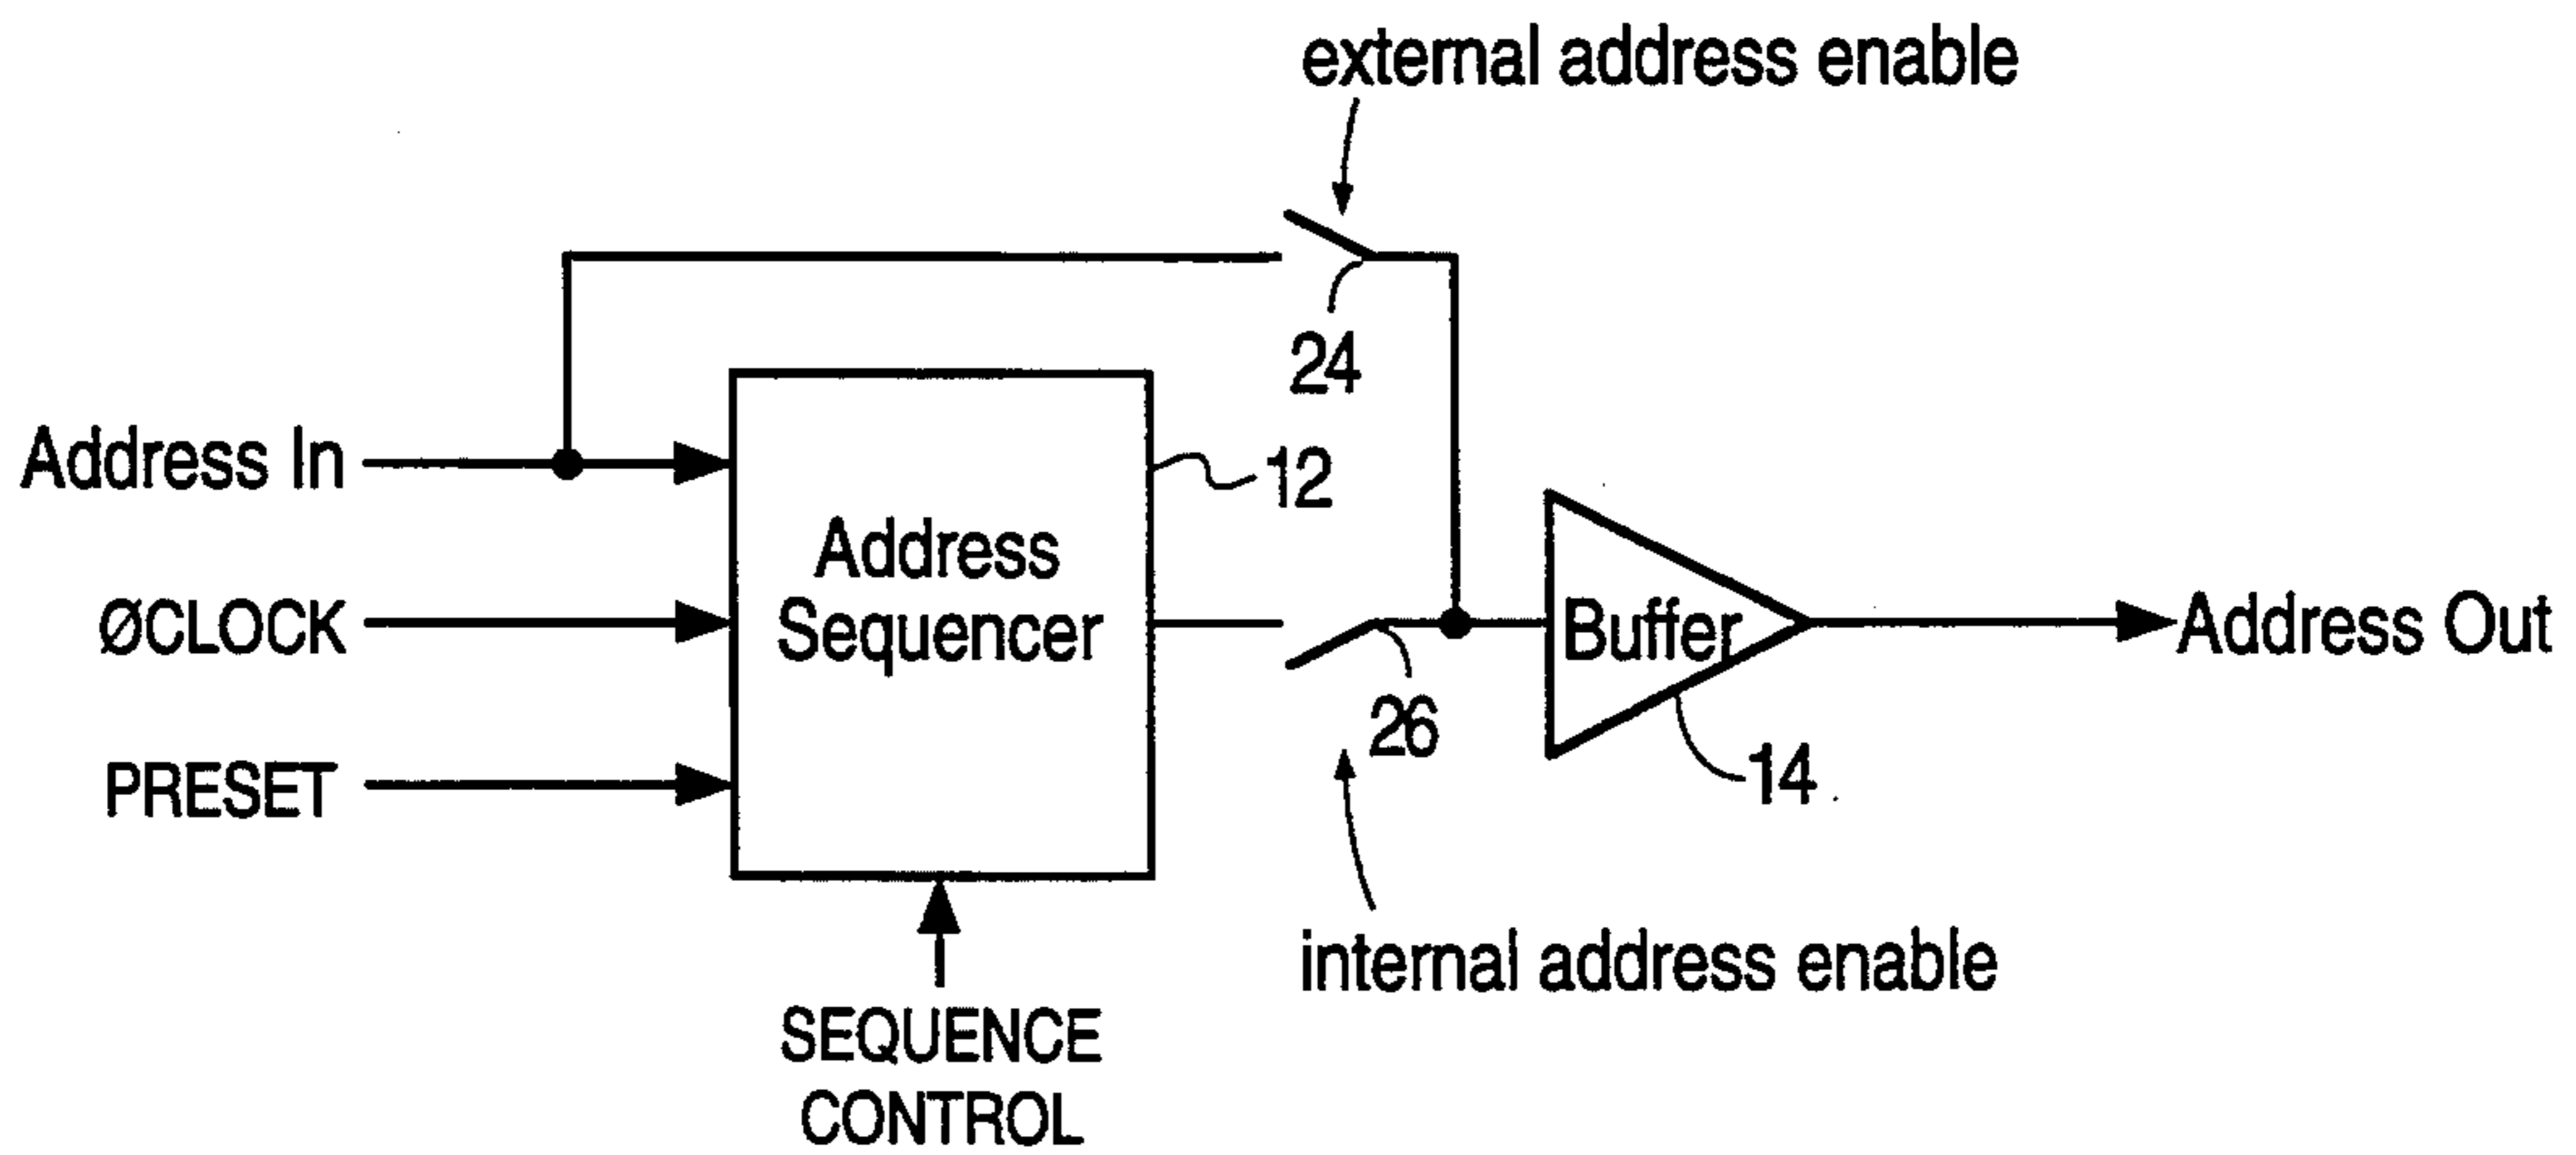 external address enable
24
Address In
12
Address
Sequencer
ØCLOCK
Buffer
Address Out
26
14
PRESET
internal address enable
SEQUENCE
CONTROL